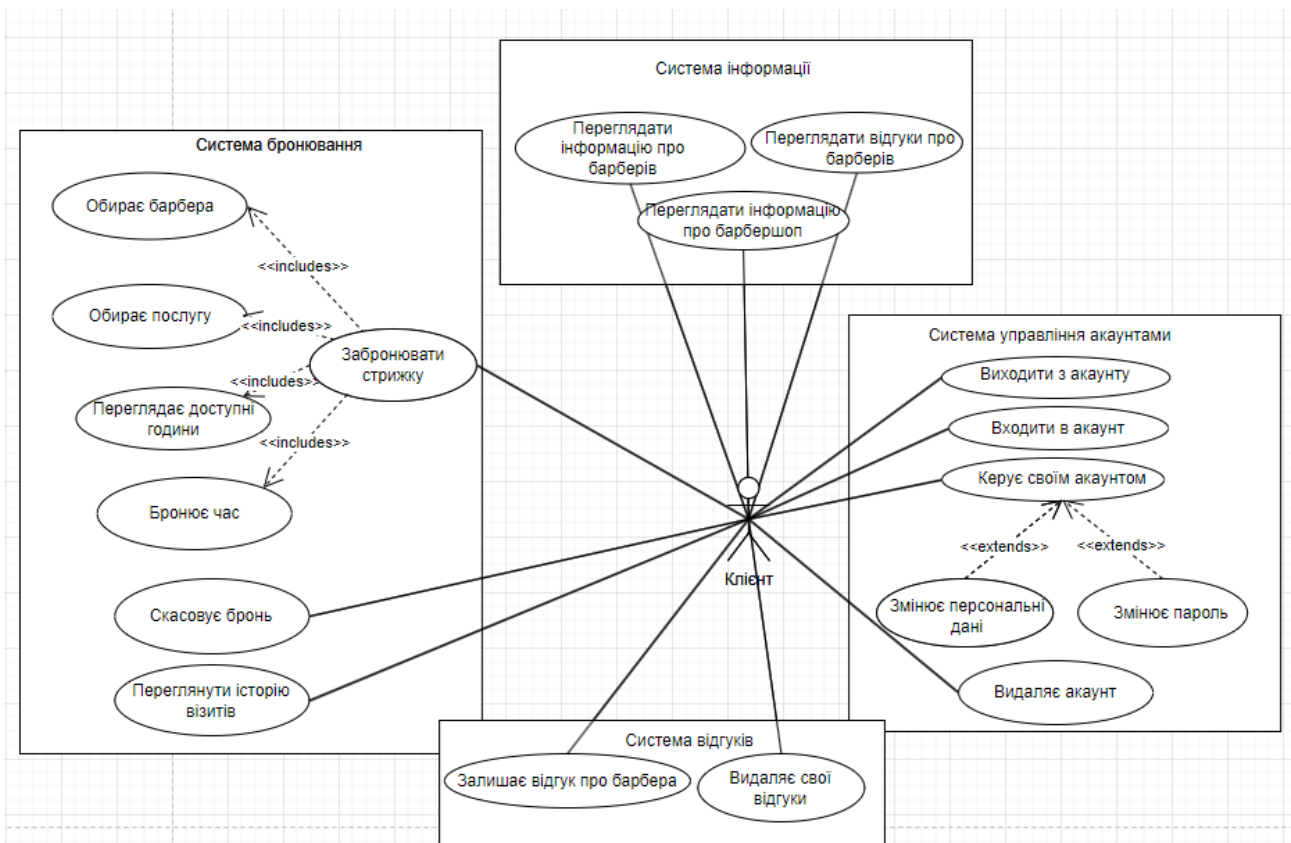 Система інформації
Переглядати
інформацію про
барберів
Переглядати відгуки про
барберів
Переглядати інформацію
про барбершоп
Система бронювання
Обирає барбера
<<includes>>
Обирає послугу
<<includes>>
Забронювати
стрижку
<<includes>>
Переглядає доступні
години
<<includes>>
Бронює час
Скасовує бронь
Переглянути історію
візитів
Система управління акаунтами
Виходити з акаунту
Входити в акаунт
Керує своїм акаунтом
<<extends>>
<<extends>>
Змінює персональні
дані
Змінює пароль
Видаляє акаунт
Клієнт
Система відгуків
Залишає відгук про барбера
Видаляє свої
відгуки